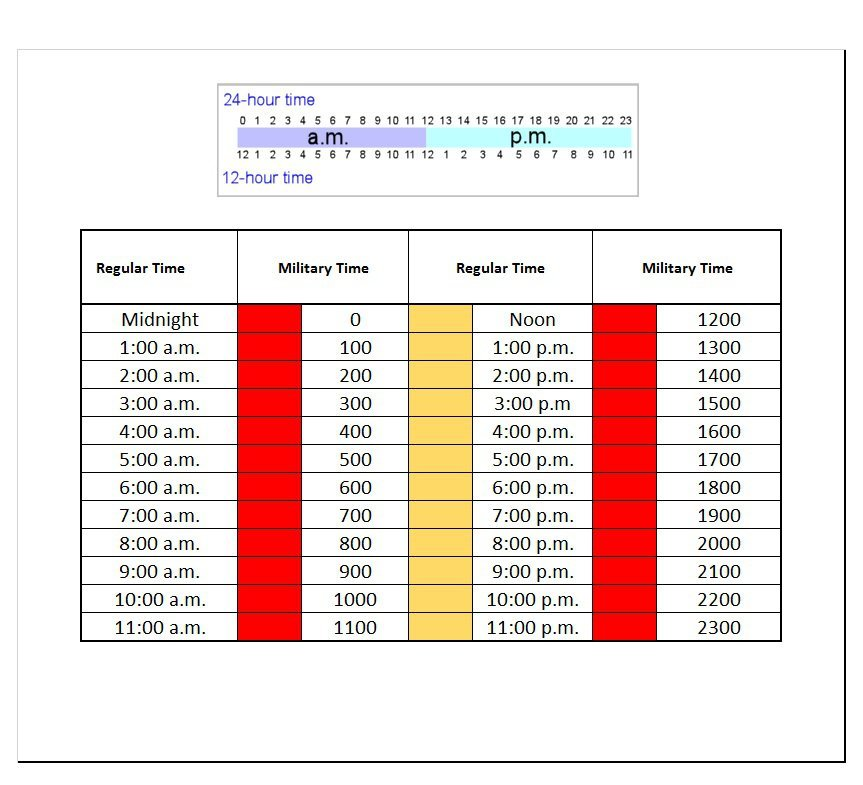 24-hour time
0 1 2 3 4 5 6 7 8 9 10 11 12 13 14 15 16 17 18 19 20 21 22 23
a.m. p.m.
12 1 2 3 4 5 6 7 8 9 10 11 12 1 2 3 4 5 6 7 8 9 10 11
12-hour time
Regular Time Military Time Regular Time Military Time
Midnight 0 Noon 1200
1:00 a.m. 100 1:00 p.m. 1300
2:00 a.m. 200 2:00 p.m. 1400
3:00 a.m. 300 3:00 p.m 1500
4:00 a.m. 400 4:00 p.m. 1600
5:00 a.m. 500 5:00 p.m. 1700
6:00 a.m. 600 6:00 p.m. 1800
7:00 a.m. 700 7:00 p.m. 1900
8:00 a.m. 800 8:00 p.m. 2000
9:00 a.m. 900 9:00 p.m. 2100
10:00 a.m. 1000 10:00 p.m. 2200
11:00 a.m. 1100 11:00 p.m. 2300